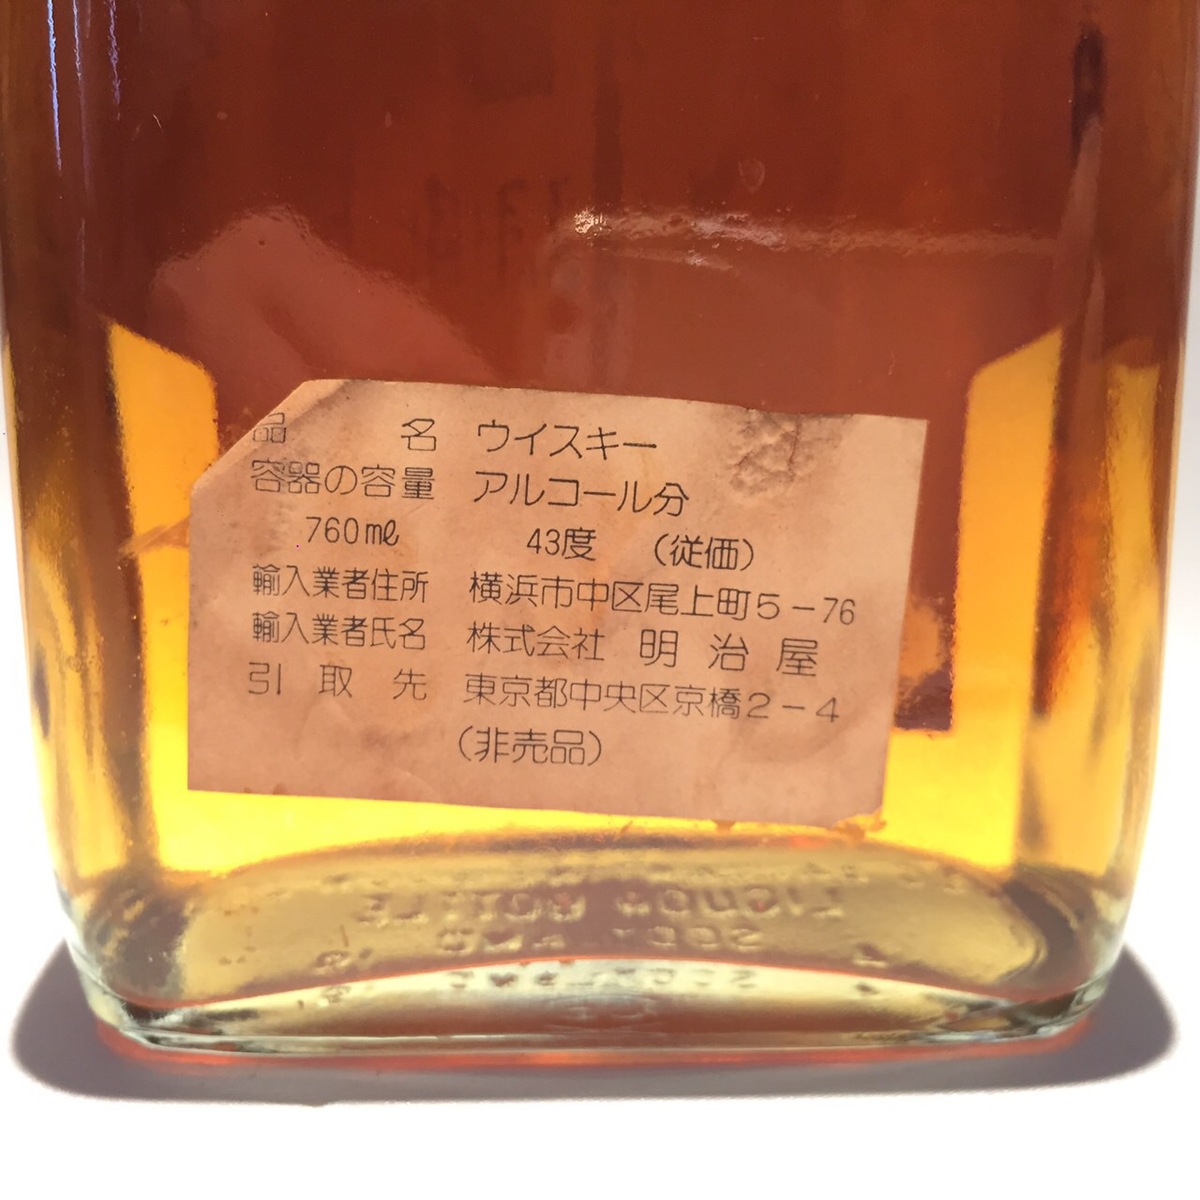 品名 ウイスキー
容器の容量 アルコール分
760ml 43度 (従価)
輸入業者住所 横浜市中区尾上町5-76
輸入業者氏名 株式会社 明治屋
引取先 東京都中央区京橋2-4
(非売品)